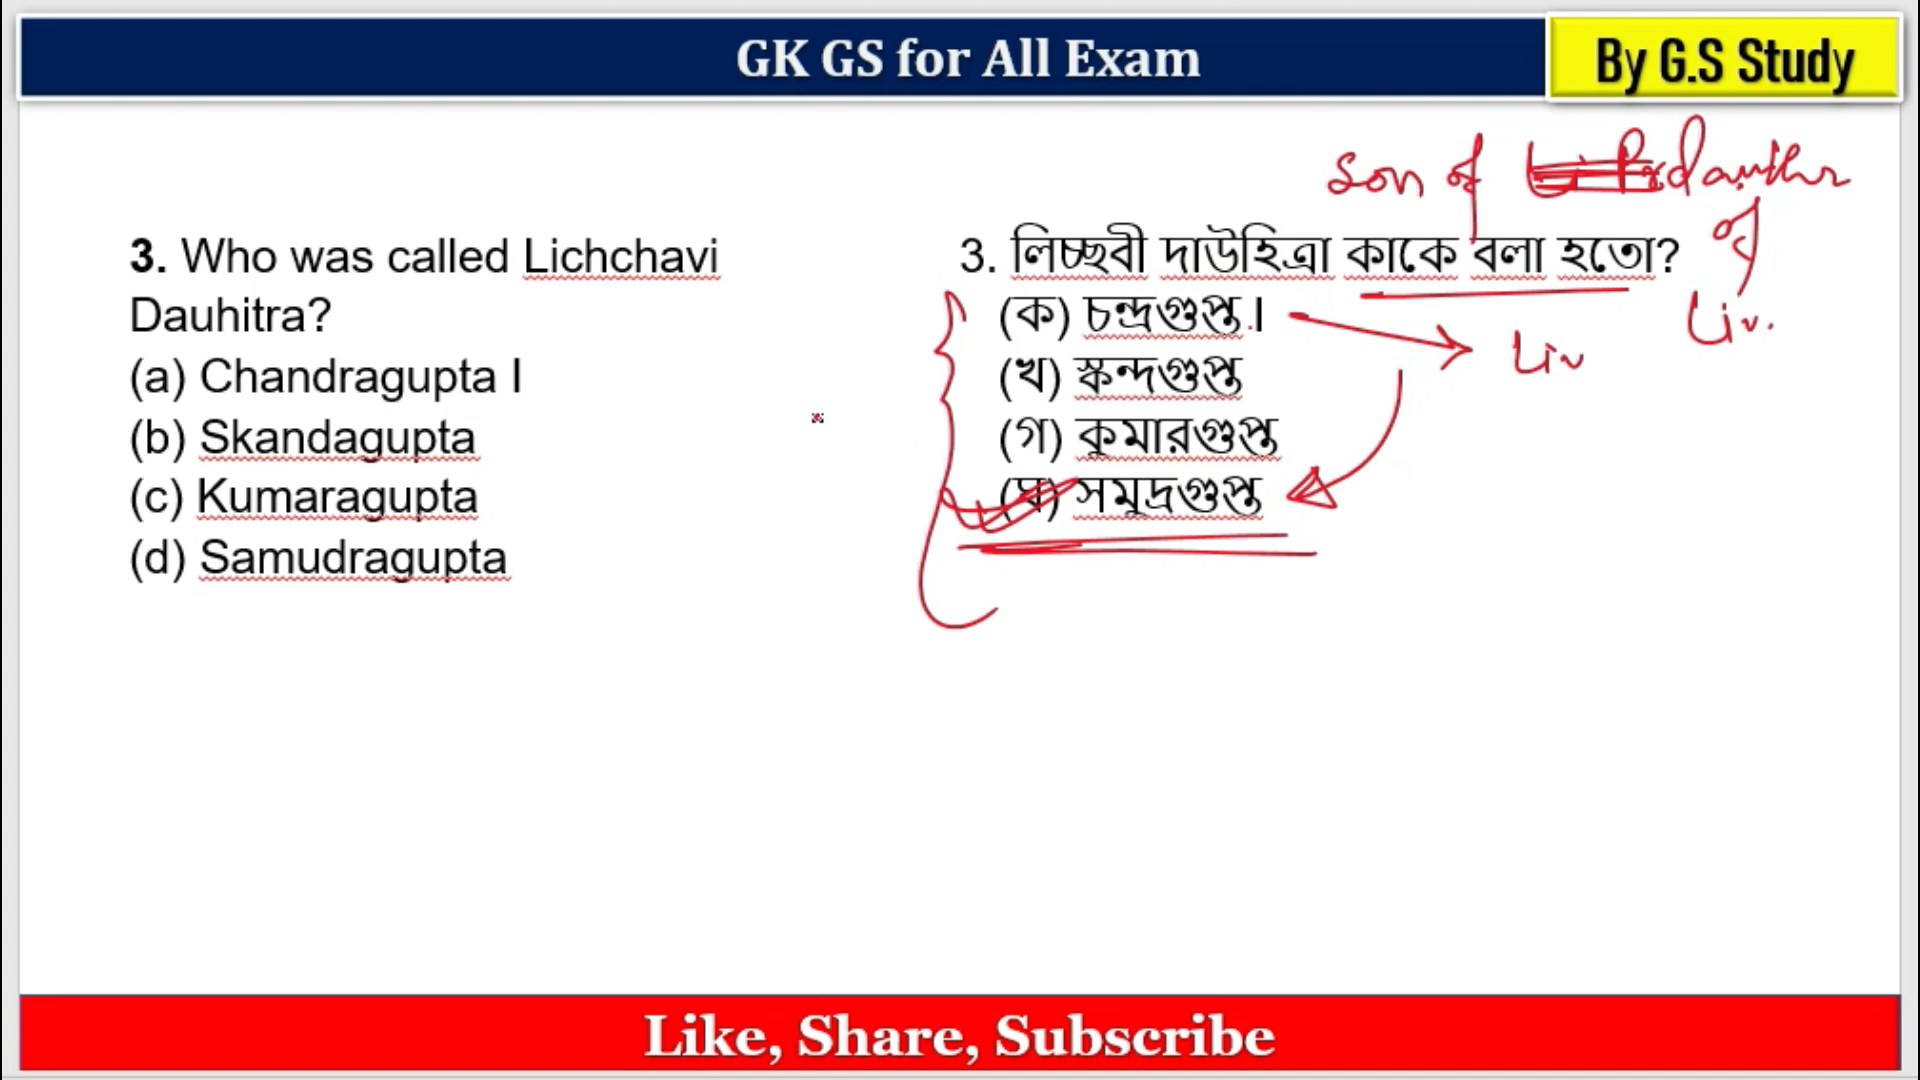 GK GS for All Exam
By G.S Study
son of
of
Liv.
Liv
3. Who was called Lichchavi
Dauhitra?
(a) Chandragupta I
(b) Skandagupta
(c) Kumaragupta
(d) Samudragupta
3. লিচ্ছবী দাউহিত্রা কাকে বলা হতো?
(ক) চন্দ্রগুপ্ত.I
(খ) স্কন্দগুপ্ত
(গ) কুমারগুপ্ত
(ঘ) সমুদ্রগুপ্ত
Like, Share, Subscribe